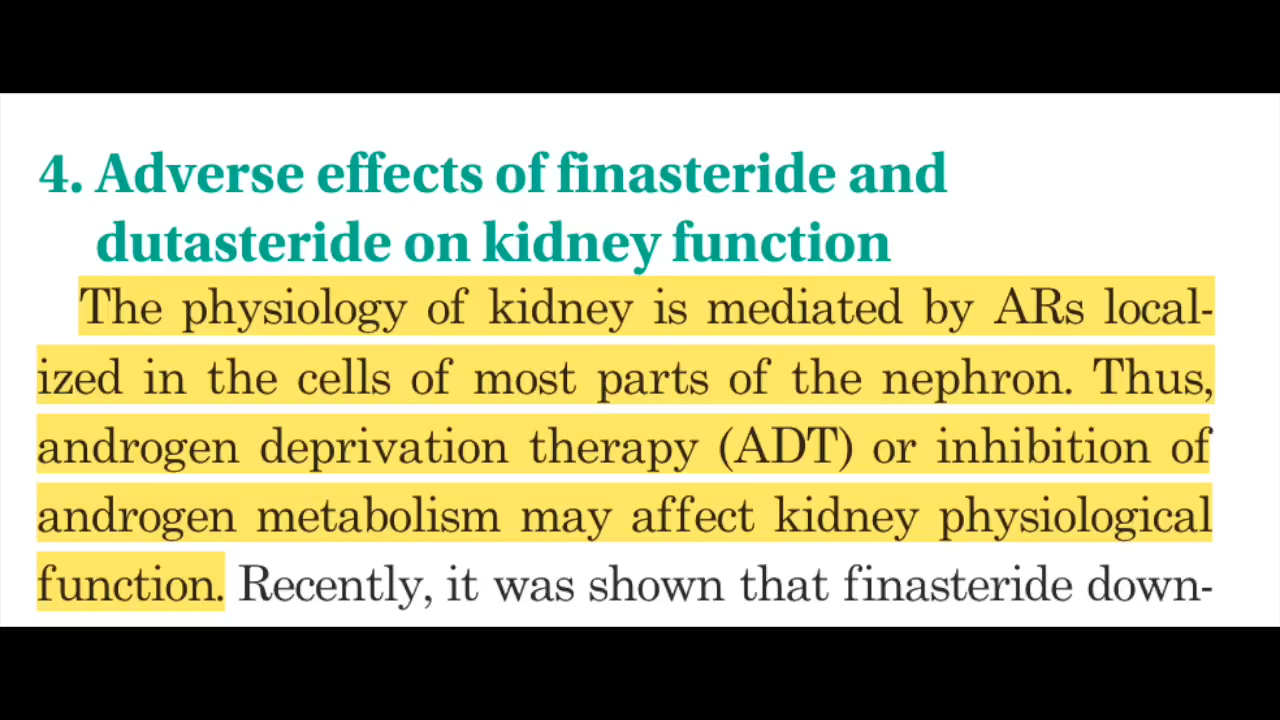 4. Adverse effects of finasteride and
dutasteride on kidney function
The physiology of kidney is mediated by ARs local-
ized in the cells of most parts of the nephron. Thus,
androgen deprivation therapy (ADT) or inhibition of
androgen metabolism may affect kidney physiological
function. Recently, it was shown that finasteride down-